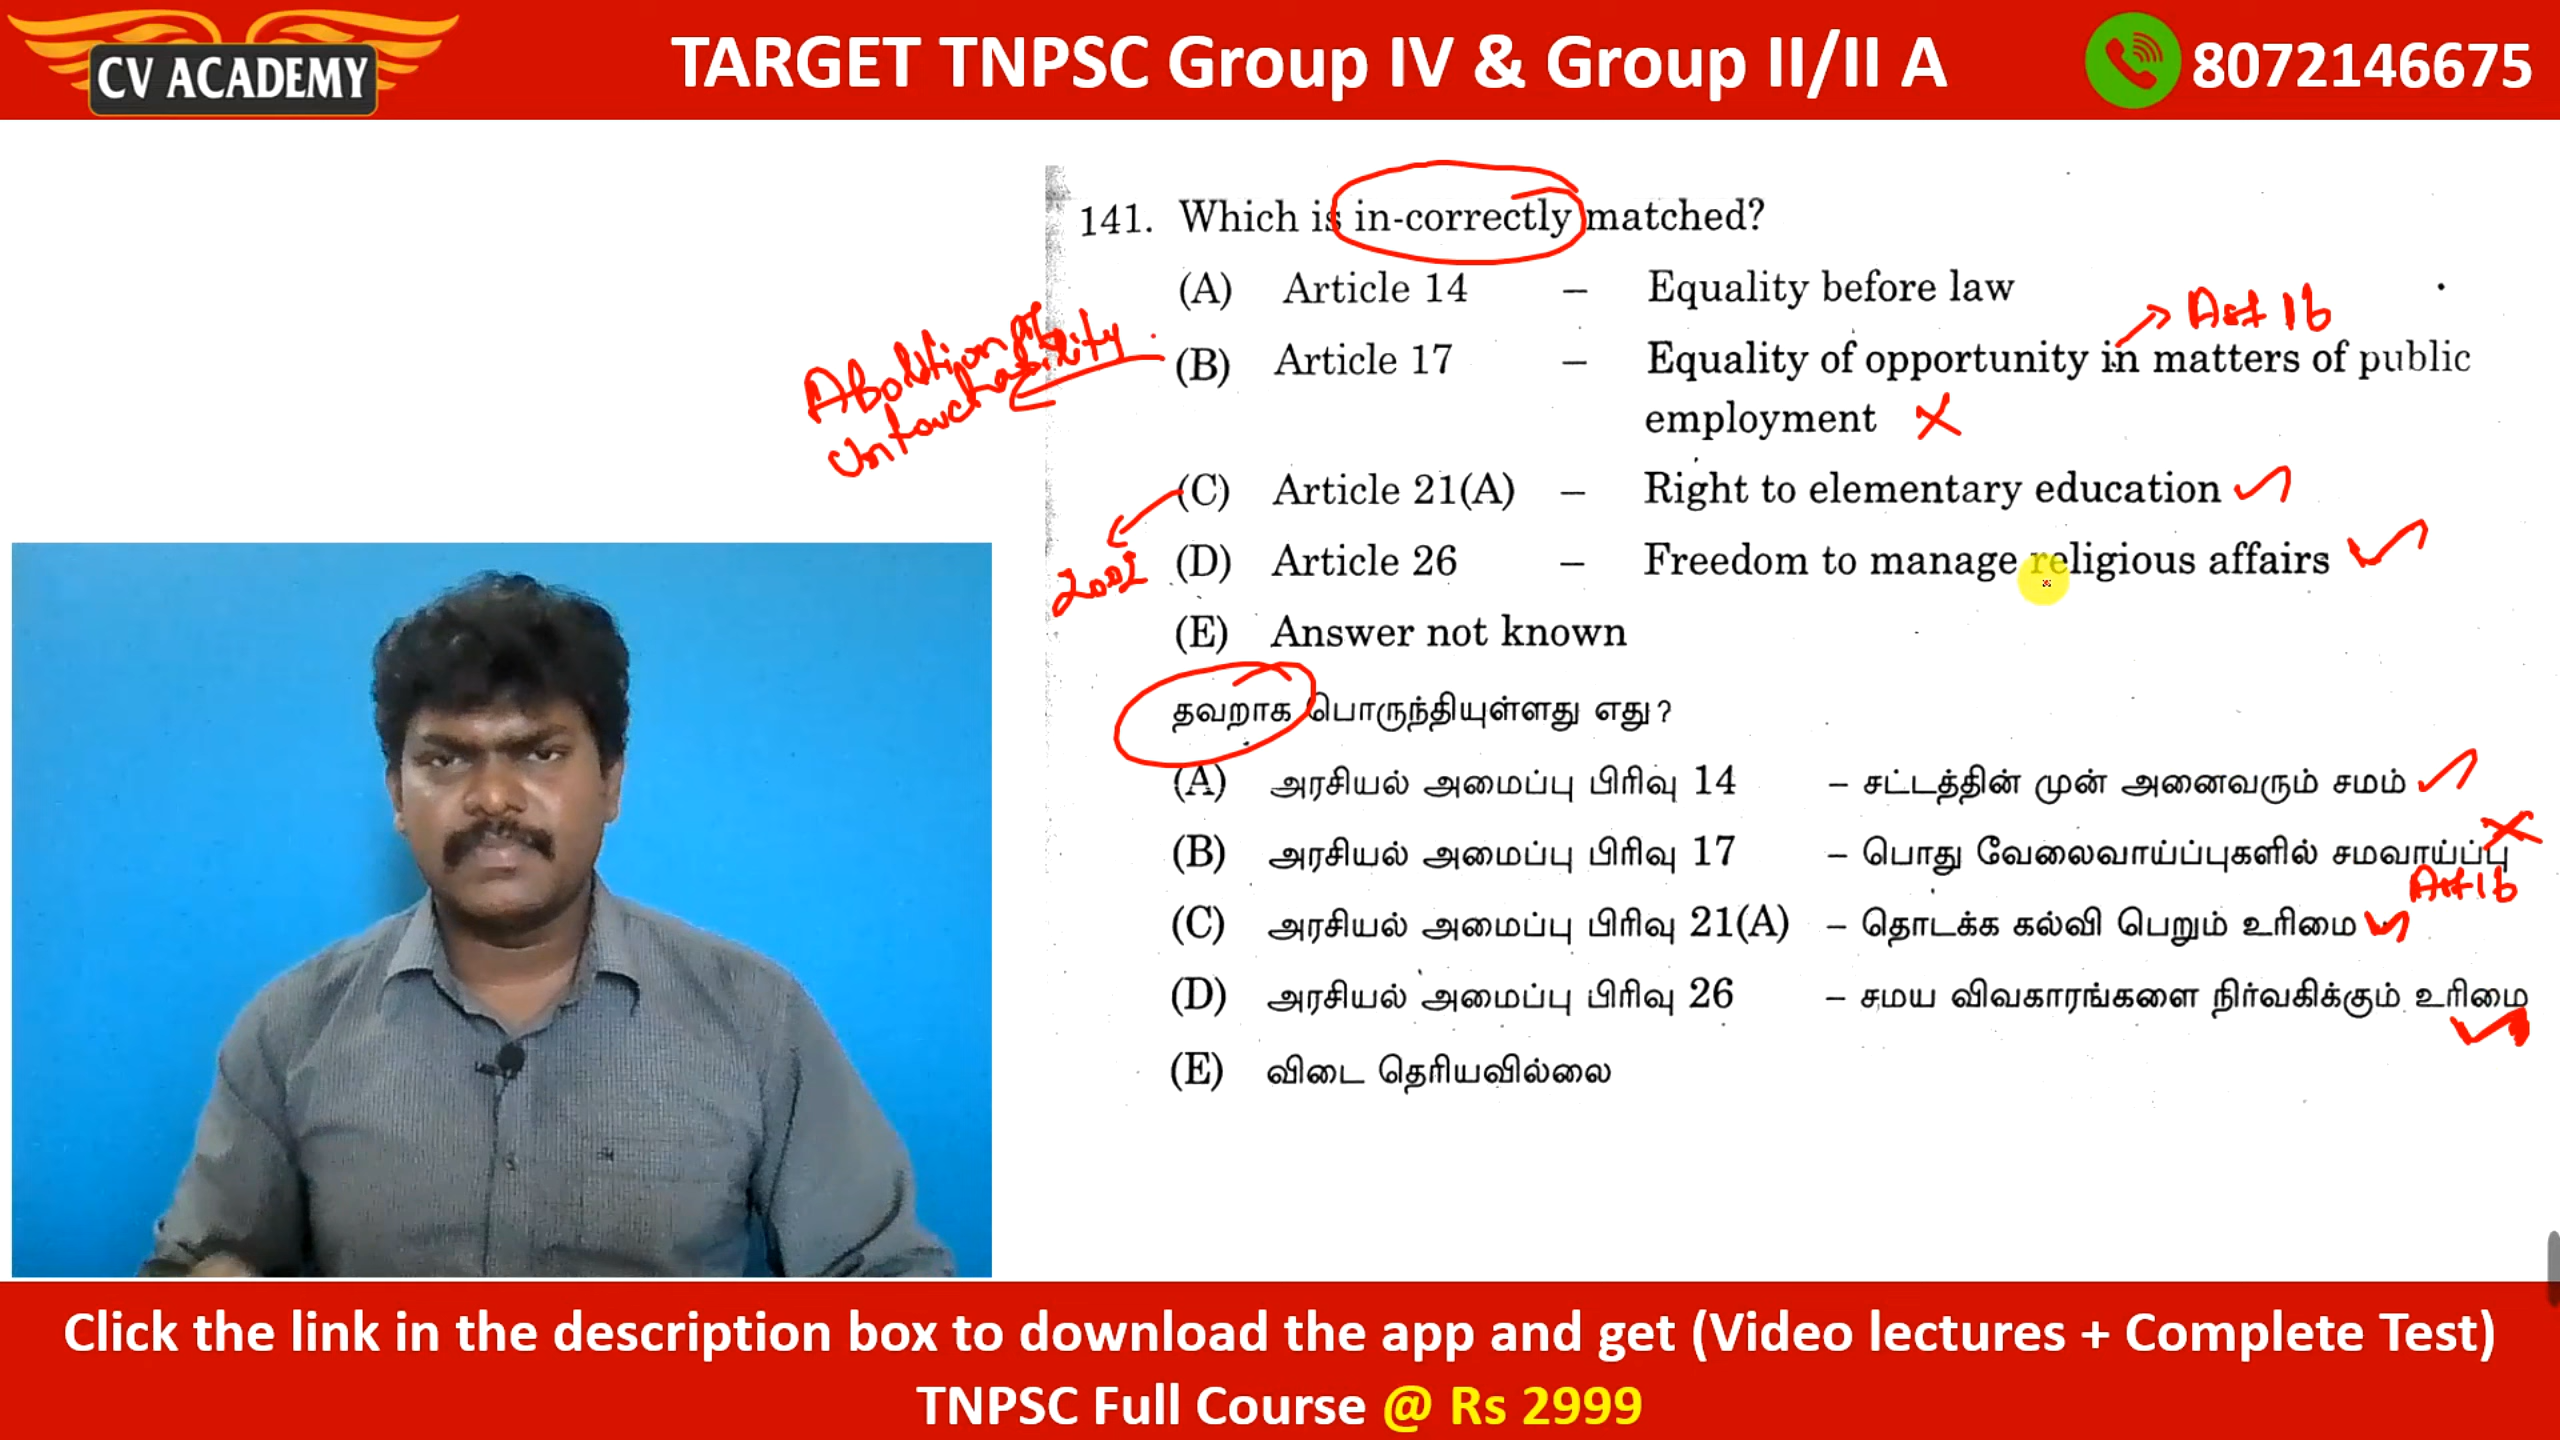 CV ACADEMY
TARGET TNPSC Group IV & Group II/II A
8072146675
141. Which is in-correctly matched?
(A) Article 14 – Equality before law
Art 16
(B) Article 17 – Equality of opportunity in matters of public
employment
Abolition of
Untouchability
(C) Article 21(A) – Right to elementary education
2002
(D) Article 26 – Freedom to manage religious affairs
(E) Answer not known
தவறாக பொருந்தியுள்ளது எது?
(A) அரசியல் அமைப்பு பிரிவு 14 – சட்டத்தின் முன் அனைவரும் சமம்
(B) அரசியல் அமைப்பு பிரிவு 17 – பொது வேலைவாய்ப்புகளில் சமவாய்ப்பு
Art 16
(C) அரசியல் அமைப்பு பிரிவு 21(A) – தொடக்க கல்வி பெறும் உரிமை
(D) அரசியல் அமைப்பு பிரிவு 26 – சமய விவகாரங்களை நிர்வகிக்கும் உரிமை
(E) விடை தெரியவில்லை
Click the link in the description box to download the app and get (Video lectures + Complete Test)
TNPSC Full Course @ Rs 2999